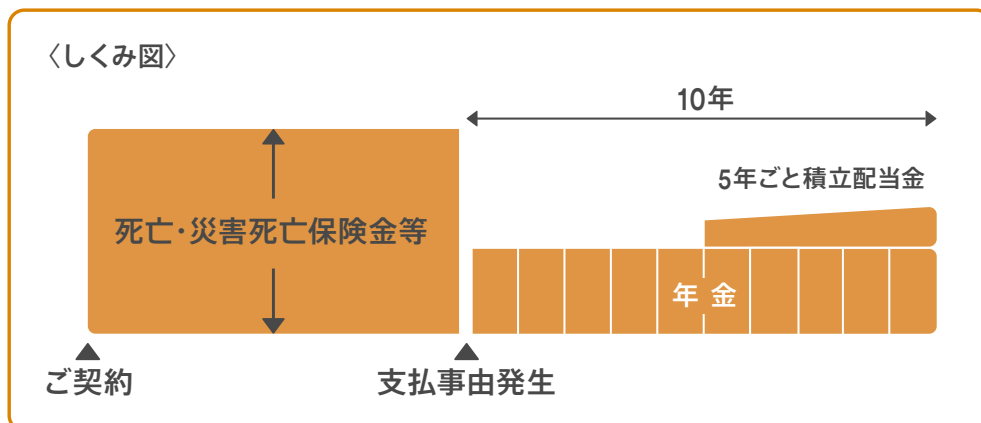 〈しくみ図〉
10年
5年ごと積立配当金
死亡・災害死亡保険金等
年金
ご契約
支払事由発生